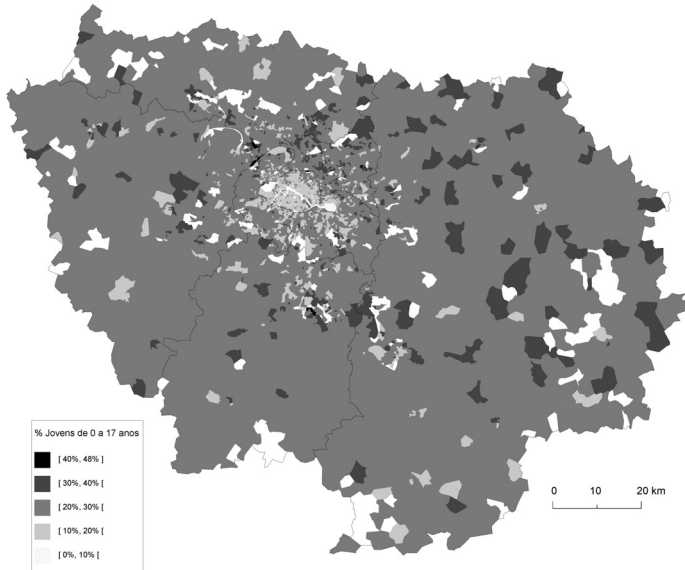 % Jovens de 0 a 17 anos
[ 40%, 48% ]
[ 30%, 40% [
[ 20%, 30% [
[ 10%, 20% [
[ 0%, 10% [
0 10 20 km